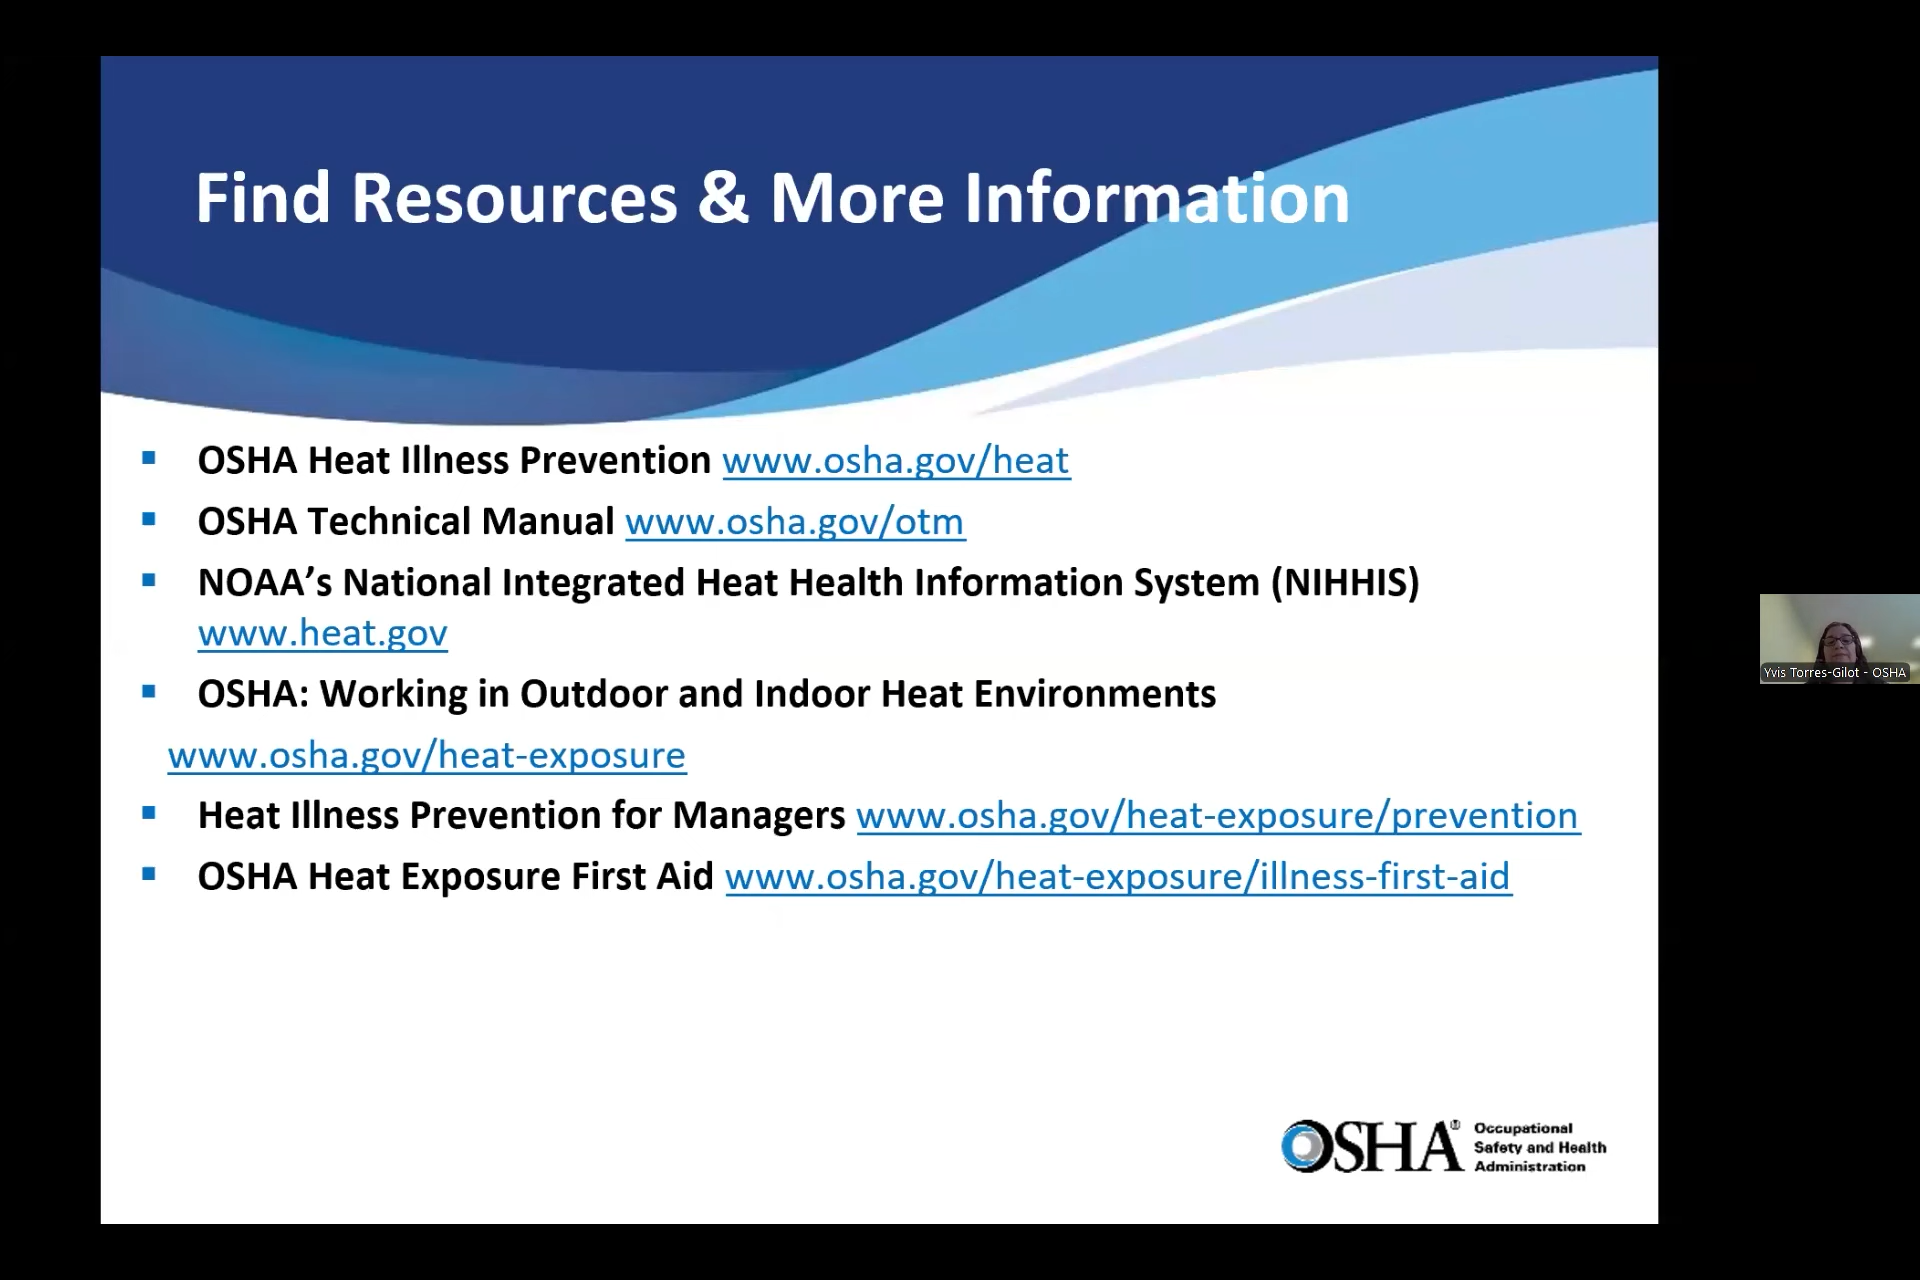 Find Resources & More Information
▪ OSHA Heat Illness Prevention www.osha.gov/heat
▪ OSHA Technical Manual www.osha.gov/otm
▪ NOAA’s National Integrated Heat Health Information System (NIHHIS)
www.heat.gov
▪ OSHA: Working in Outdoor and Indoor Heat Environments
www.osha.gov/heat-exposure
▪ Heat Illness Prevention for Managers www.osha.gov/heat-exposure/prevention
▪ OSHA Heat Exposure First Aid www.osha.gov/heat-exposure/illness-first-aid
OSHA®
Occupational
Safety and Health
Administration
Yvis Torres-Gilot - OSHA